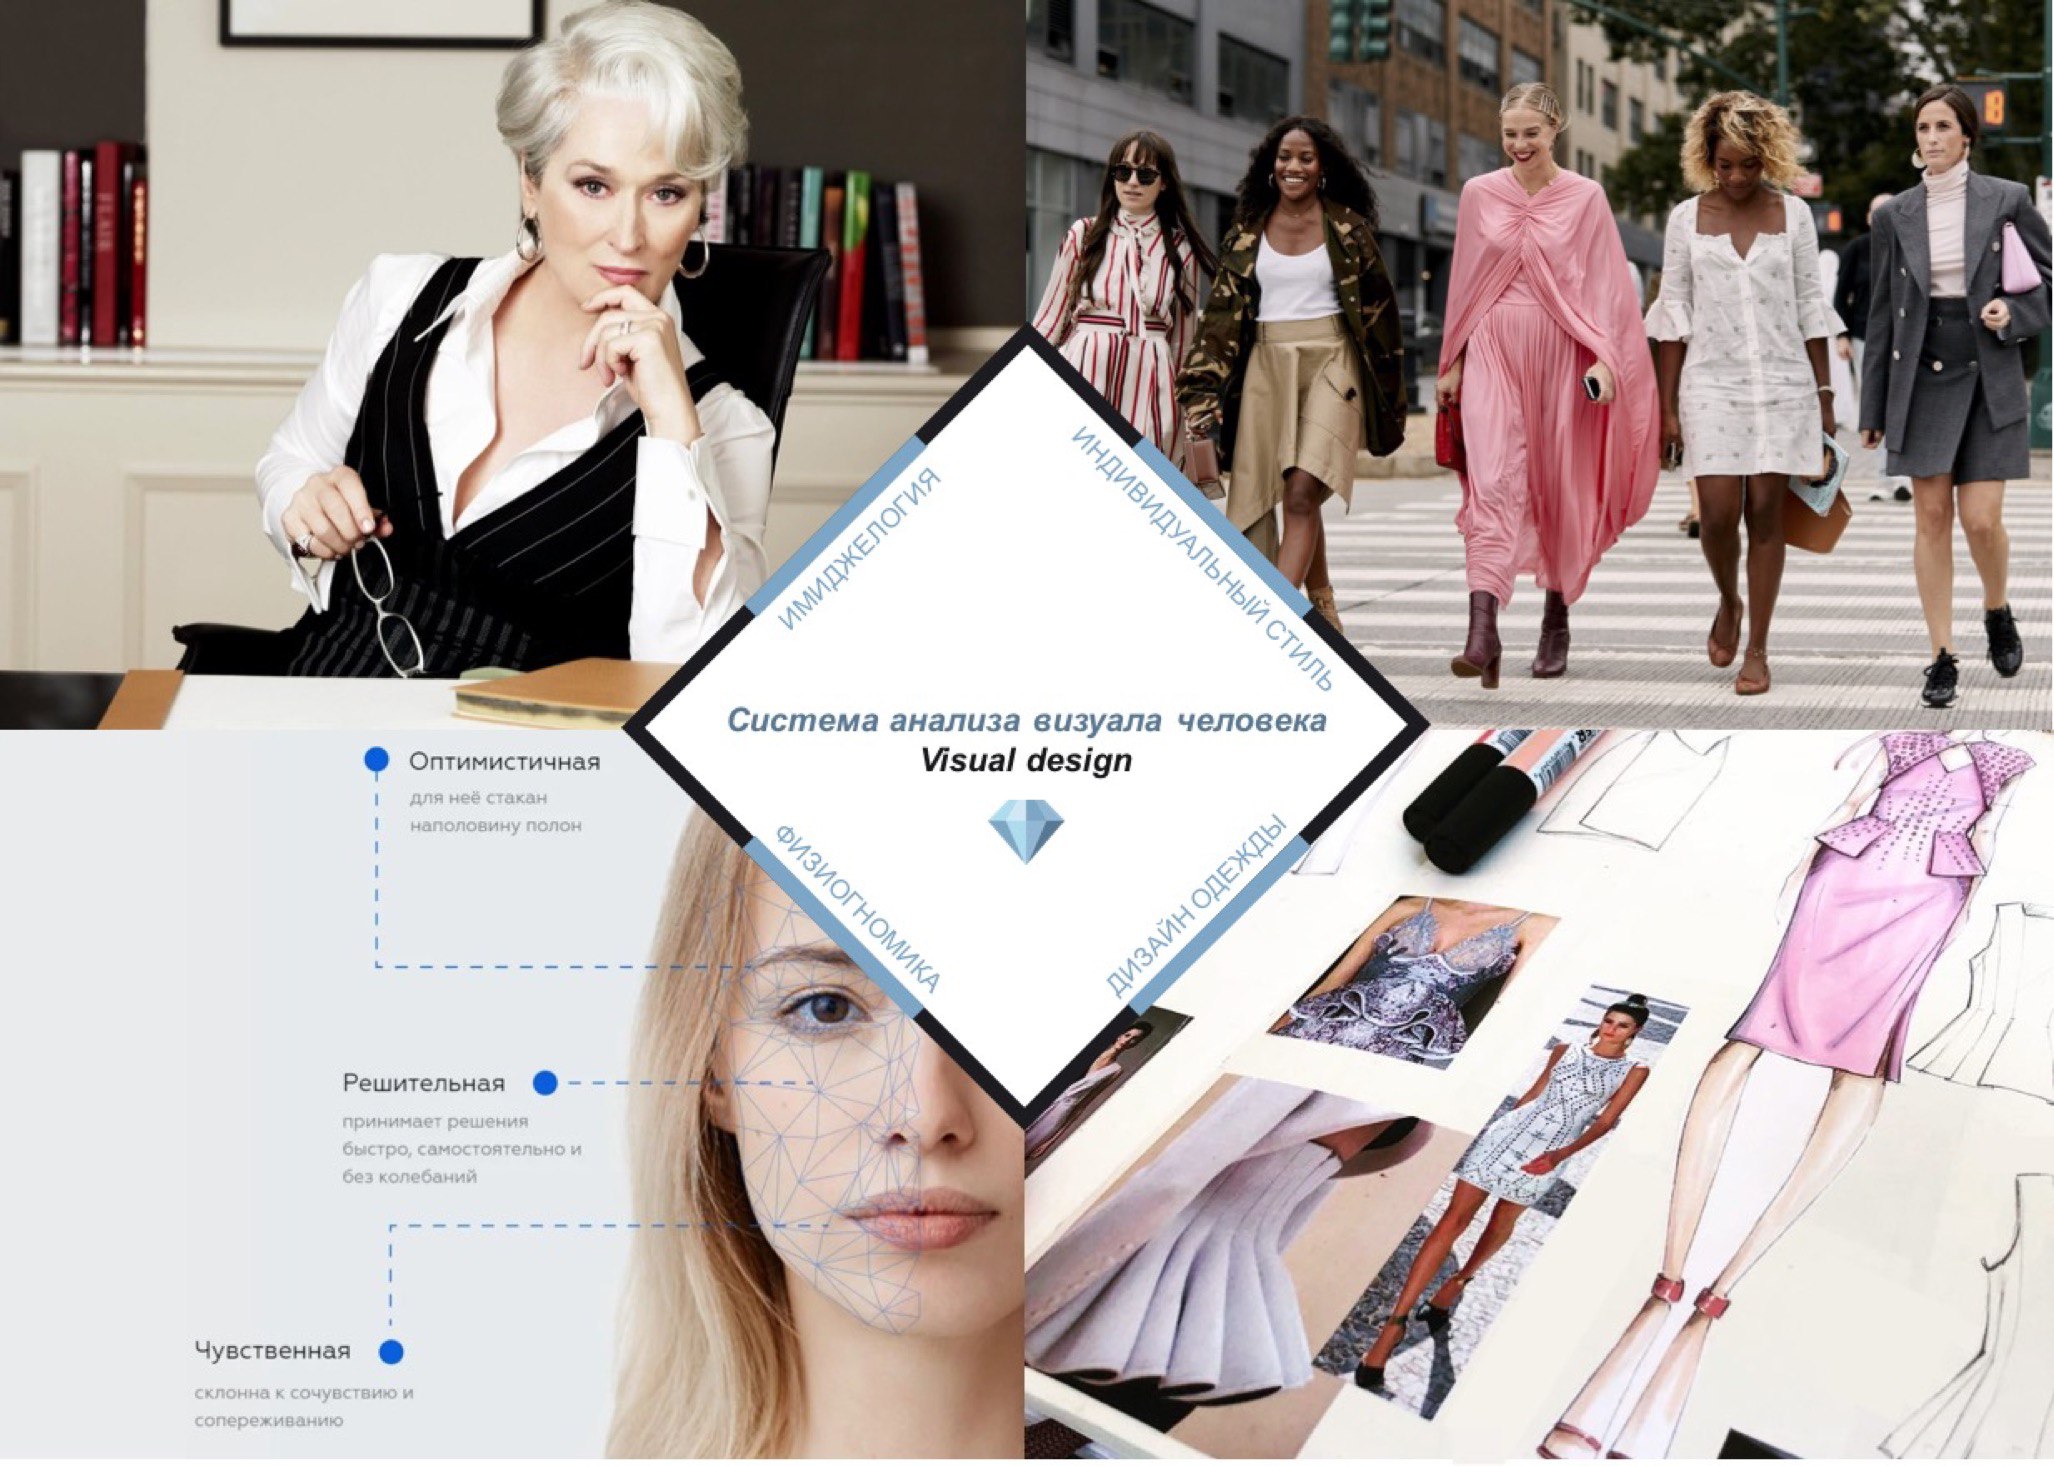 ИМИДЖЕЛОГИЯ
ИНДИВИДУАЛЬНЫЙ СТИЛЬ
Система анализа визуала человека
Visual design
ФИЗИОГНОМИКА
ДИЗАЙН ОДЕЖДЫ
Оптимистичная
для неё стакан
наполовину полон
Решительная
принимает решения
быстро, самостоятельно и
без колебаний
Чувственная
склонна к сочувствию и
сопереживанию